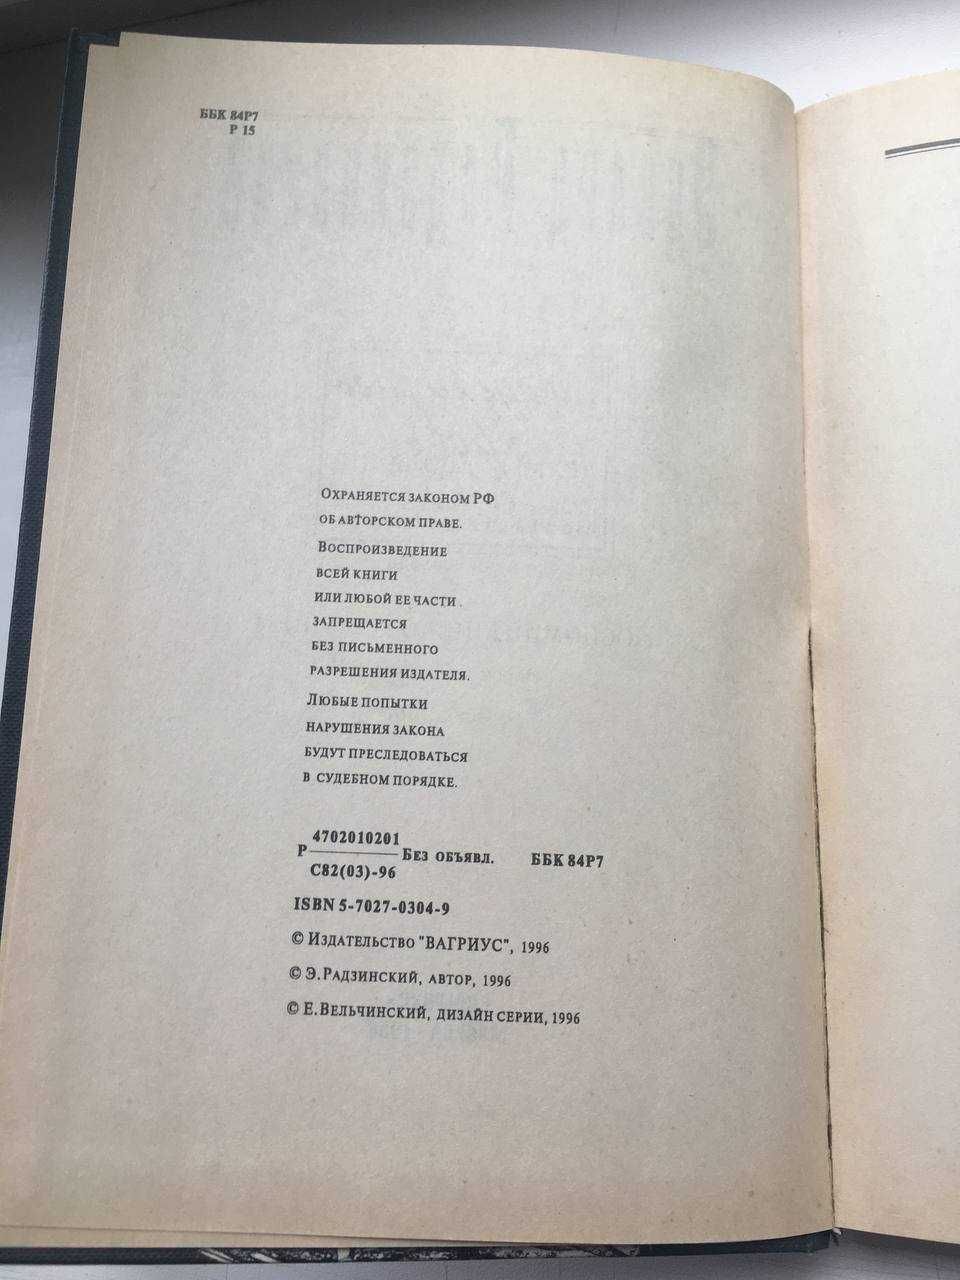 ББК 84Р7
Р 15
Охраняется законом РФ
об авторском праве.
Воспроизведение
всей книги
или любой ее части
запрещается
без письменного
разрешения издателя.
Любые попытки
нарушения закона
будут преследоваться
в судебном порядке.
Р 4702010201 / С82(03)-96 Без объявл. ББК 84Р7
ISBN 5-7027-0304-9
© Издательство "ВАГРИУС", 1996
© Э.Радзинский, автор, 1996
© Е.Вельчинский, дизайн серии, 1996